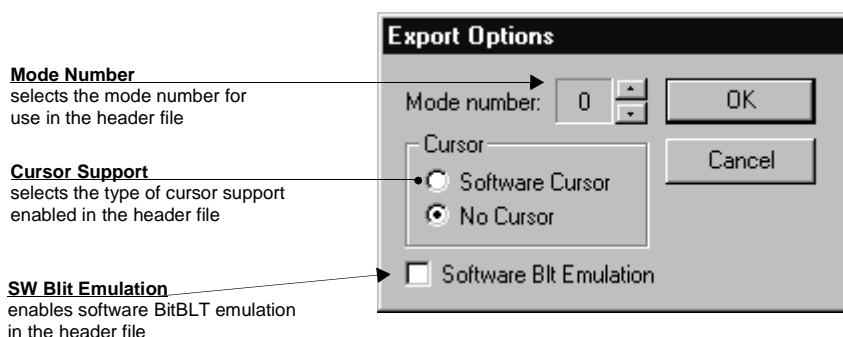 Mode Number
selects the mode number for
use in the header file
Cursor Support
selects the type of cursor support
enabled in the header file
SW Blit Emulation
enables software BitBLT emulation
in the header file
Export Options
Mode number: 0
OK
Cancel
Cursor
Software Cursor
No Cursor
Software Blt Emulation